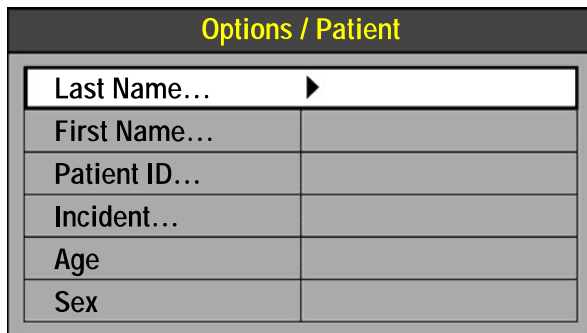 Options / Patient
Last Name...
First Name...
Patient ID...
Incident...
Age
Sex